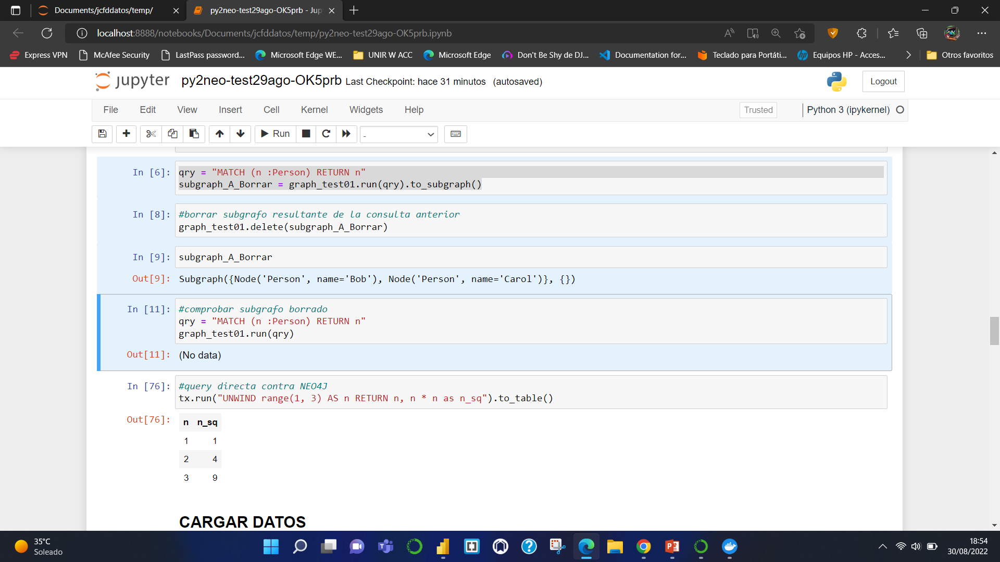 Documents/jcfddatos/temp/
py2neo-test29ago-OK5prb - Jup
localhost:8888/notebooks/Documents/jcfddatos/temp/py2neo-test29ago-OK5prb.ipynb
Express VPN
McAfee Security
LastPass password...
Microsoft Edge WE...
UNIR W ACC
Microsoft Edge
Don't Be Shy de DJ...
Documentation for...
Teclado para Portáti...
Equipos HP - Acces...
Otros favoritos
jupyter
py2neo-test29ago-OK5prb Last Checkpoint: hace 31 minutos (autosaved)
Logout
File Edit View Insert Cell Kernel Widgets Help
Trusted
Python 3 (ipykernel)
Run
-
In [6]: qry = "MATCH (n :Person) RETURN n"
subgraph_A_Borrar = graph_test01.run(qry).to_subgraph()
In [8]: #borrar subgrafo resultante de la consulta anterior
graph_test01.delete(subgraph_A_Borrar)
In [9]: subgraph_A_Borrar
Out[9]: Subgraph({Node('Person', name='Bob'), Node('Person', name='Carol')}, {})
In [11]: #comprobar subgrafo borrado
qry = "MATCH (n :Person) RETURN n"
graph_test01.run(qry)
Out[11]: (No data)
In [76]: #query directa contra NEO4J
tx.run("UNWIND range(1, 3) AS n RETURN n, n * n as n_sq").to_table()
Out[76]: n n_sq
1 1
2 4
3 9
CARGAR DATOS
35°C
Soleado
18:54
30/08/2022